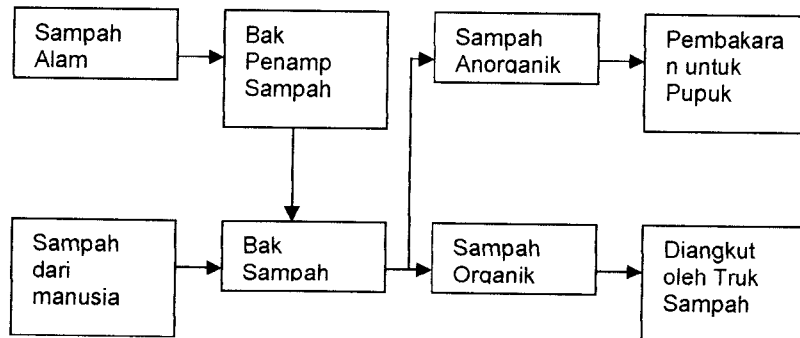 Sampah
Alam
Bak
Penamp
Sampah
Sampah
Anorganik
Pembakara
n untuk
Pupuk
Sampah
dari
manusia
Bak
Sampah
Sampah
Organik
Diangkut
oleh Truk
Sampah